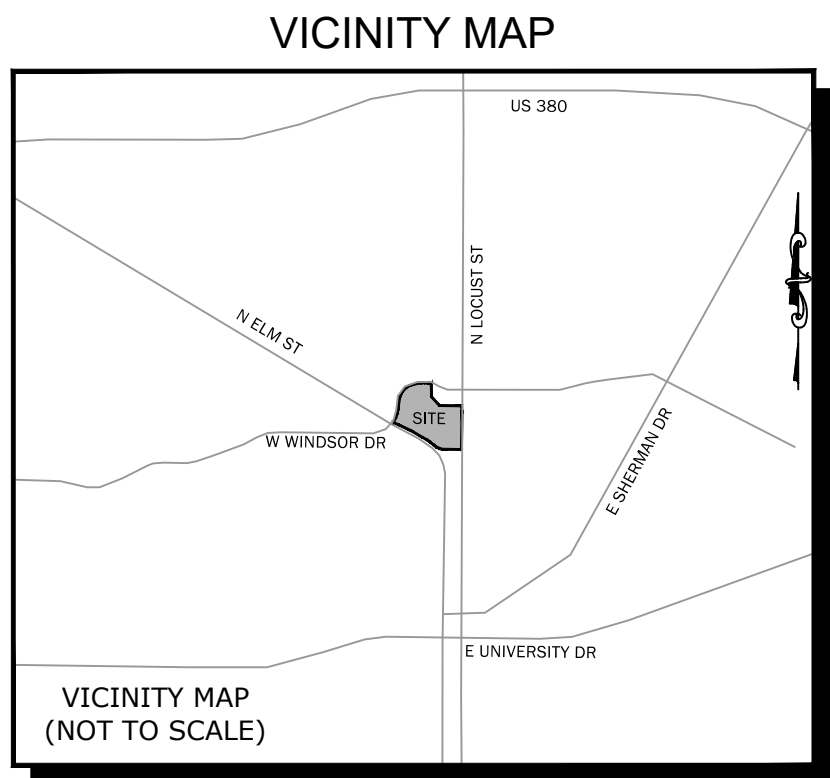 VICINITY MAP
US 380
N LOCUST ST
N ELM ST
SITE
W WINDSOR DR
E SHERMAN DR
E UNIVERSITY DR
VICINITY MAP
(NOT TO SCALE)